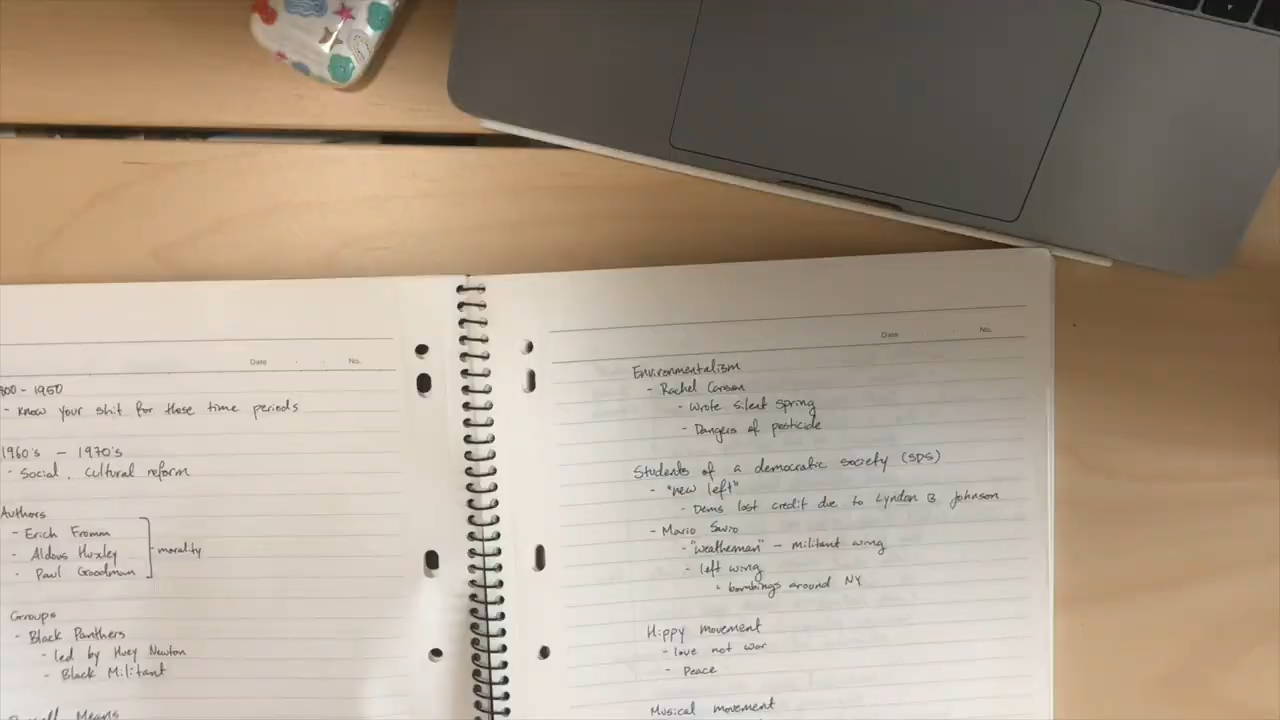 Date No.
00 - 1950
- Know your shit for these time periods
1960's - 1970's
- Social, cultural reform
Authors
- Erich Fromm
- Aldous Huxley
- Paul Goodman
morality
Groups
- Black Panthers
- led by Huey Newton
- Black Militant
Means
Date No.
Environmentalism
- Rachel Carson
- Wrote Silent Spring
- Dangers of pesticide
Students of a democratic society (SDS)
- "new left"
- Dems lost credit due to Lyndon B Johnson
- Mario Savio
- "weatherman" - militant wing
- left wing
- bombings around NY
Hippy movement
- love not war
- Peace
Musical movement